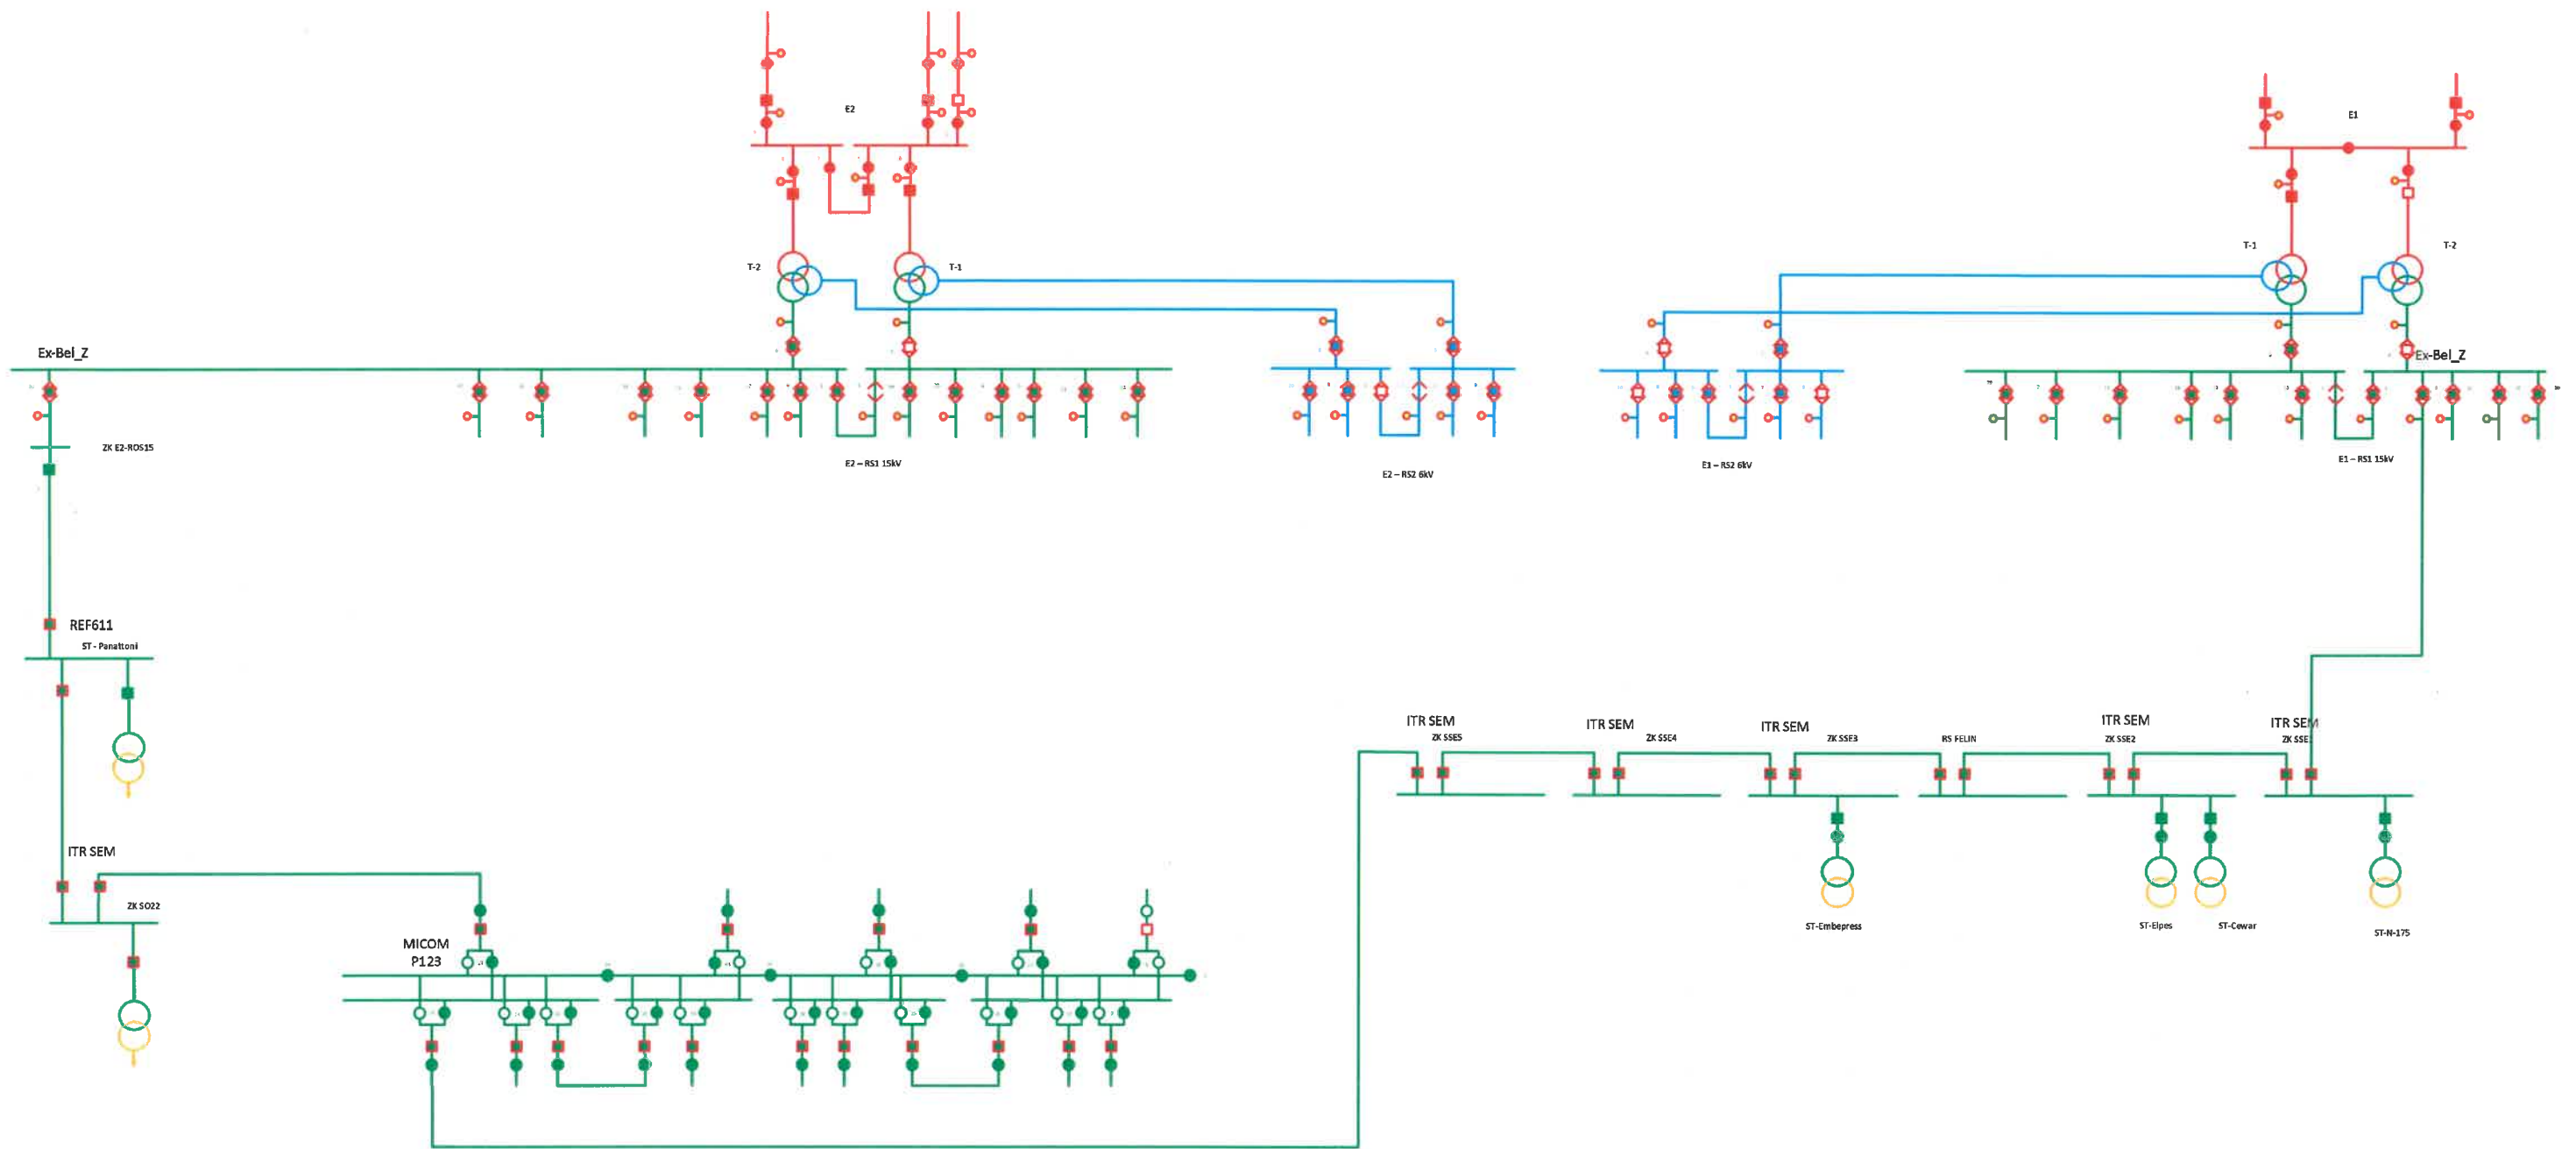 E2
E1
T-2
T-1
T-1
T-2
Ex-Bel_Z
Ex-Bel_Z
ZK E2-ROS15
E2 – RS1 15kV
E2 – RS2 6kV
E1 – RS2 6kV
E1 – RS1 15kV
REF611
ST - Panattoni
ITR SEM
ZK SSE5
ITR SEM
ZK SSE4
ITR SEM
ZK SSE3
RS FELIN
ITR SEM
ZK SSE2
ITR SEM
ZK SSE1
ITR SEM
ZK SO22
MICOM
P123
ST-Embepress
ST-Elpes
ST-Cewar
ST-N-175